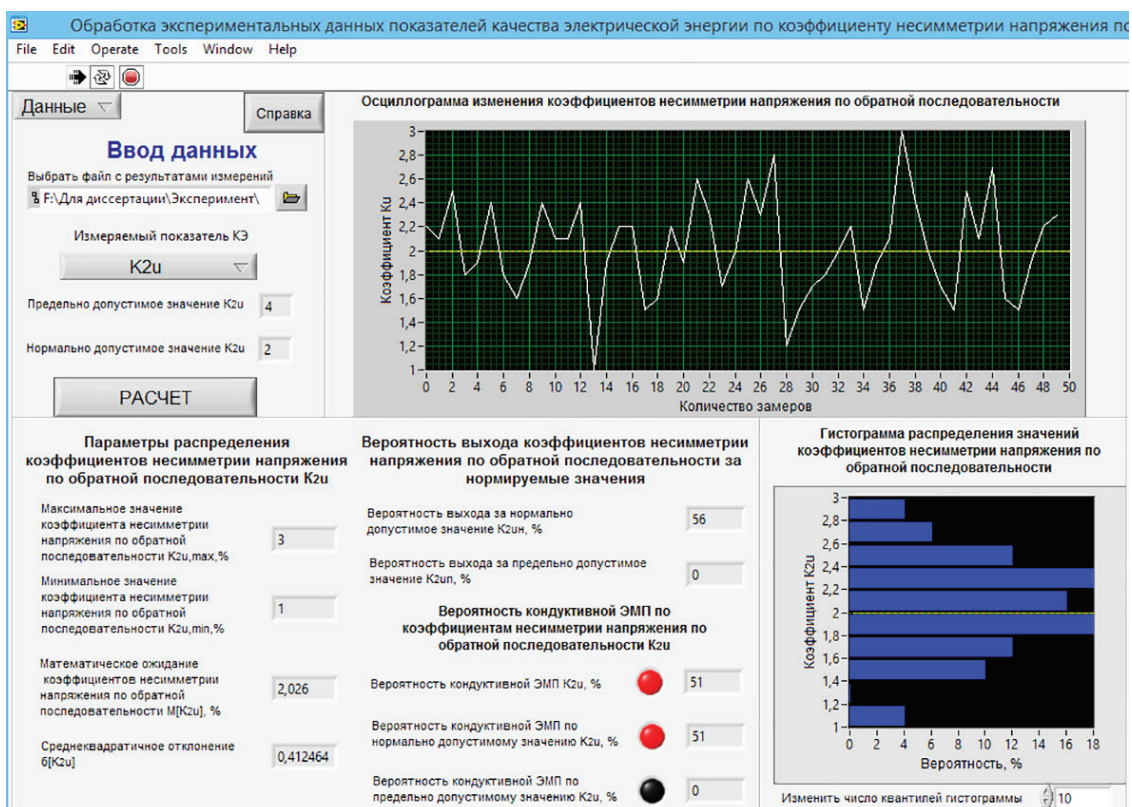 Обработка экспериментальных данных показателей качества электрической энергии по коэффициенту несимметрии напряжения по
File Edit Operate Tools Window Help
Данные
Справка
Ввод данных
Выбрать файл с результатами измерений
F:\Для диссертации\Эксперимент\
Измеряемый показатель КЭ
K2u
Предельно допустимое значение K2u 4
Нормально допустимое значение K2u 2
РАСЧЕТ
Осциллограмма изменения коэффициентов несимметрии напряжения по обратной последовательности
Коэффициент Ku
3
2,8
2,6
2,4
2,2
2
1,8
1,6
1,4
1,2
1
0 2 4 6 8 10 12 14 16 18 20 22 24 26 28 30 32 34 36 38 40 42 44 46 48 50
Количество замеров
Параметры распределения
коэффициентов несимметрии напряжения
по обратной последовательности K2u
Максимальное значение
коэффициента несимметрии
напряжения по обратной
последовательности K2u,max,%
3
Минимальное значение
коэффициента несимметрии
напряжения по обратной
последовательности K2u,min,%
1
Математическое ожидание
коэффициентов несимметрии
напряжения по обратной
последовательности M[K2u], %
2,026
Среднеквадратичное отклонение
б[K2u]
0,412464
Вероятность выхода коэффициентов несимметрии
напряжения по обратной последовательности за
нормируемые значения
Вероятность выхода за нормально
допустимое значение K2uн, %
56
Вероятность выхода за предельно допустимое
значение K2uп, %
0
Вероятность кондуктивной ЭМП по
коэффициентам несимметрии напряжения по
обратной последовательности K2u
Вероятность кондуктивной ЭМП K2u, % 51
Вероятность кондуктивной ЭМП по
нормально допустимому значению K2u, %
51
Вероятность кондуктивной ЭМП по
предельно допустимому значению K2u, %
0
Гистограмма распределения значений
коэффициентов несимметрии напряжения по
обратной последовательности
Коэффициент K2u
3
2,8
2,6
2,4
2,2
2
1,8
1,6
1,4
1,2
1
0 2 4 6 8 10 12 14 16 18
Вероятность, %
Изменить число квантилей гистограммы 10